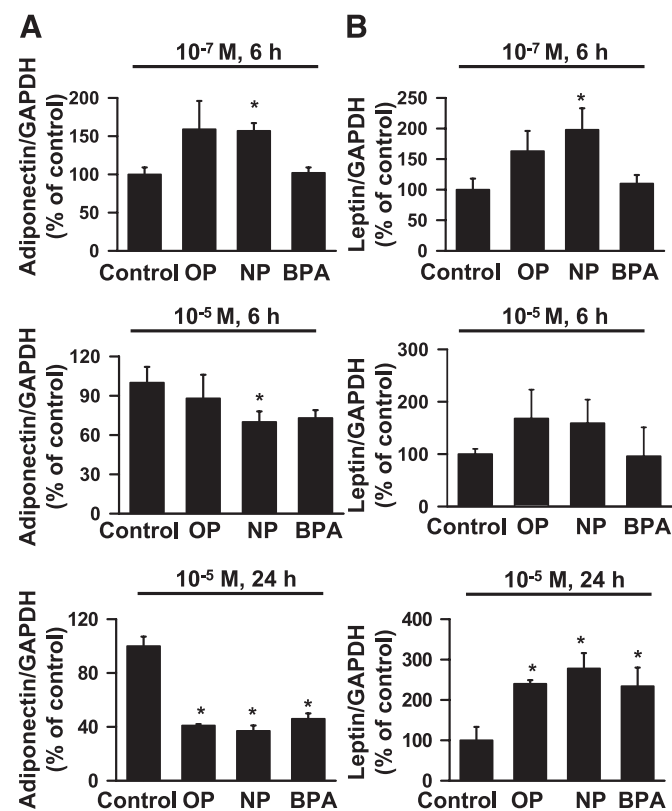 A
10-7 M, 6 h
Adiponectin/GAPDH
(% of control)
200
150
100
50
0
*
Control OP NP BPA
B
10-7 M, 6 h
Leptin/GAPDH
(% of control)
250
200
150
100
50
0
*
Control OP NP BPA
10-5 M, 6 h
Adiponectin/GAPDH
(% of control)
120
90
60
30
0
*
Control OP NP BPA
10-5 M, 6 h
Leptin/GAPDH
(% of control)
300
200
100
0
Control OP NP BPA
10-5 M, 24 h
Adiponectin/GAPDH
(% of control)
120
80
40
0
* * *
Control OP NP BPA
10-5 M, 24 h
Leptin/GAPDH
(% of control)
400
300
200
100
0
* * *
Control OP NP BPA